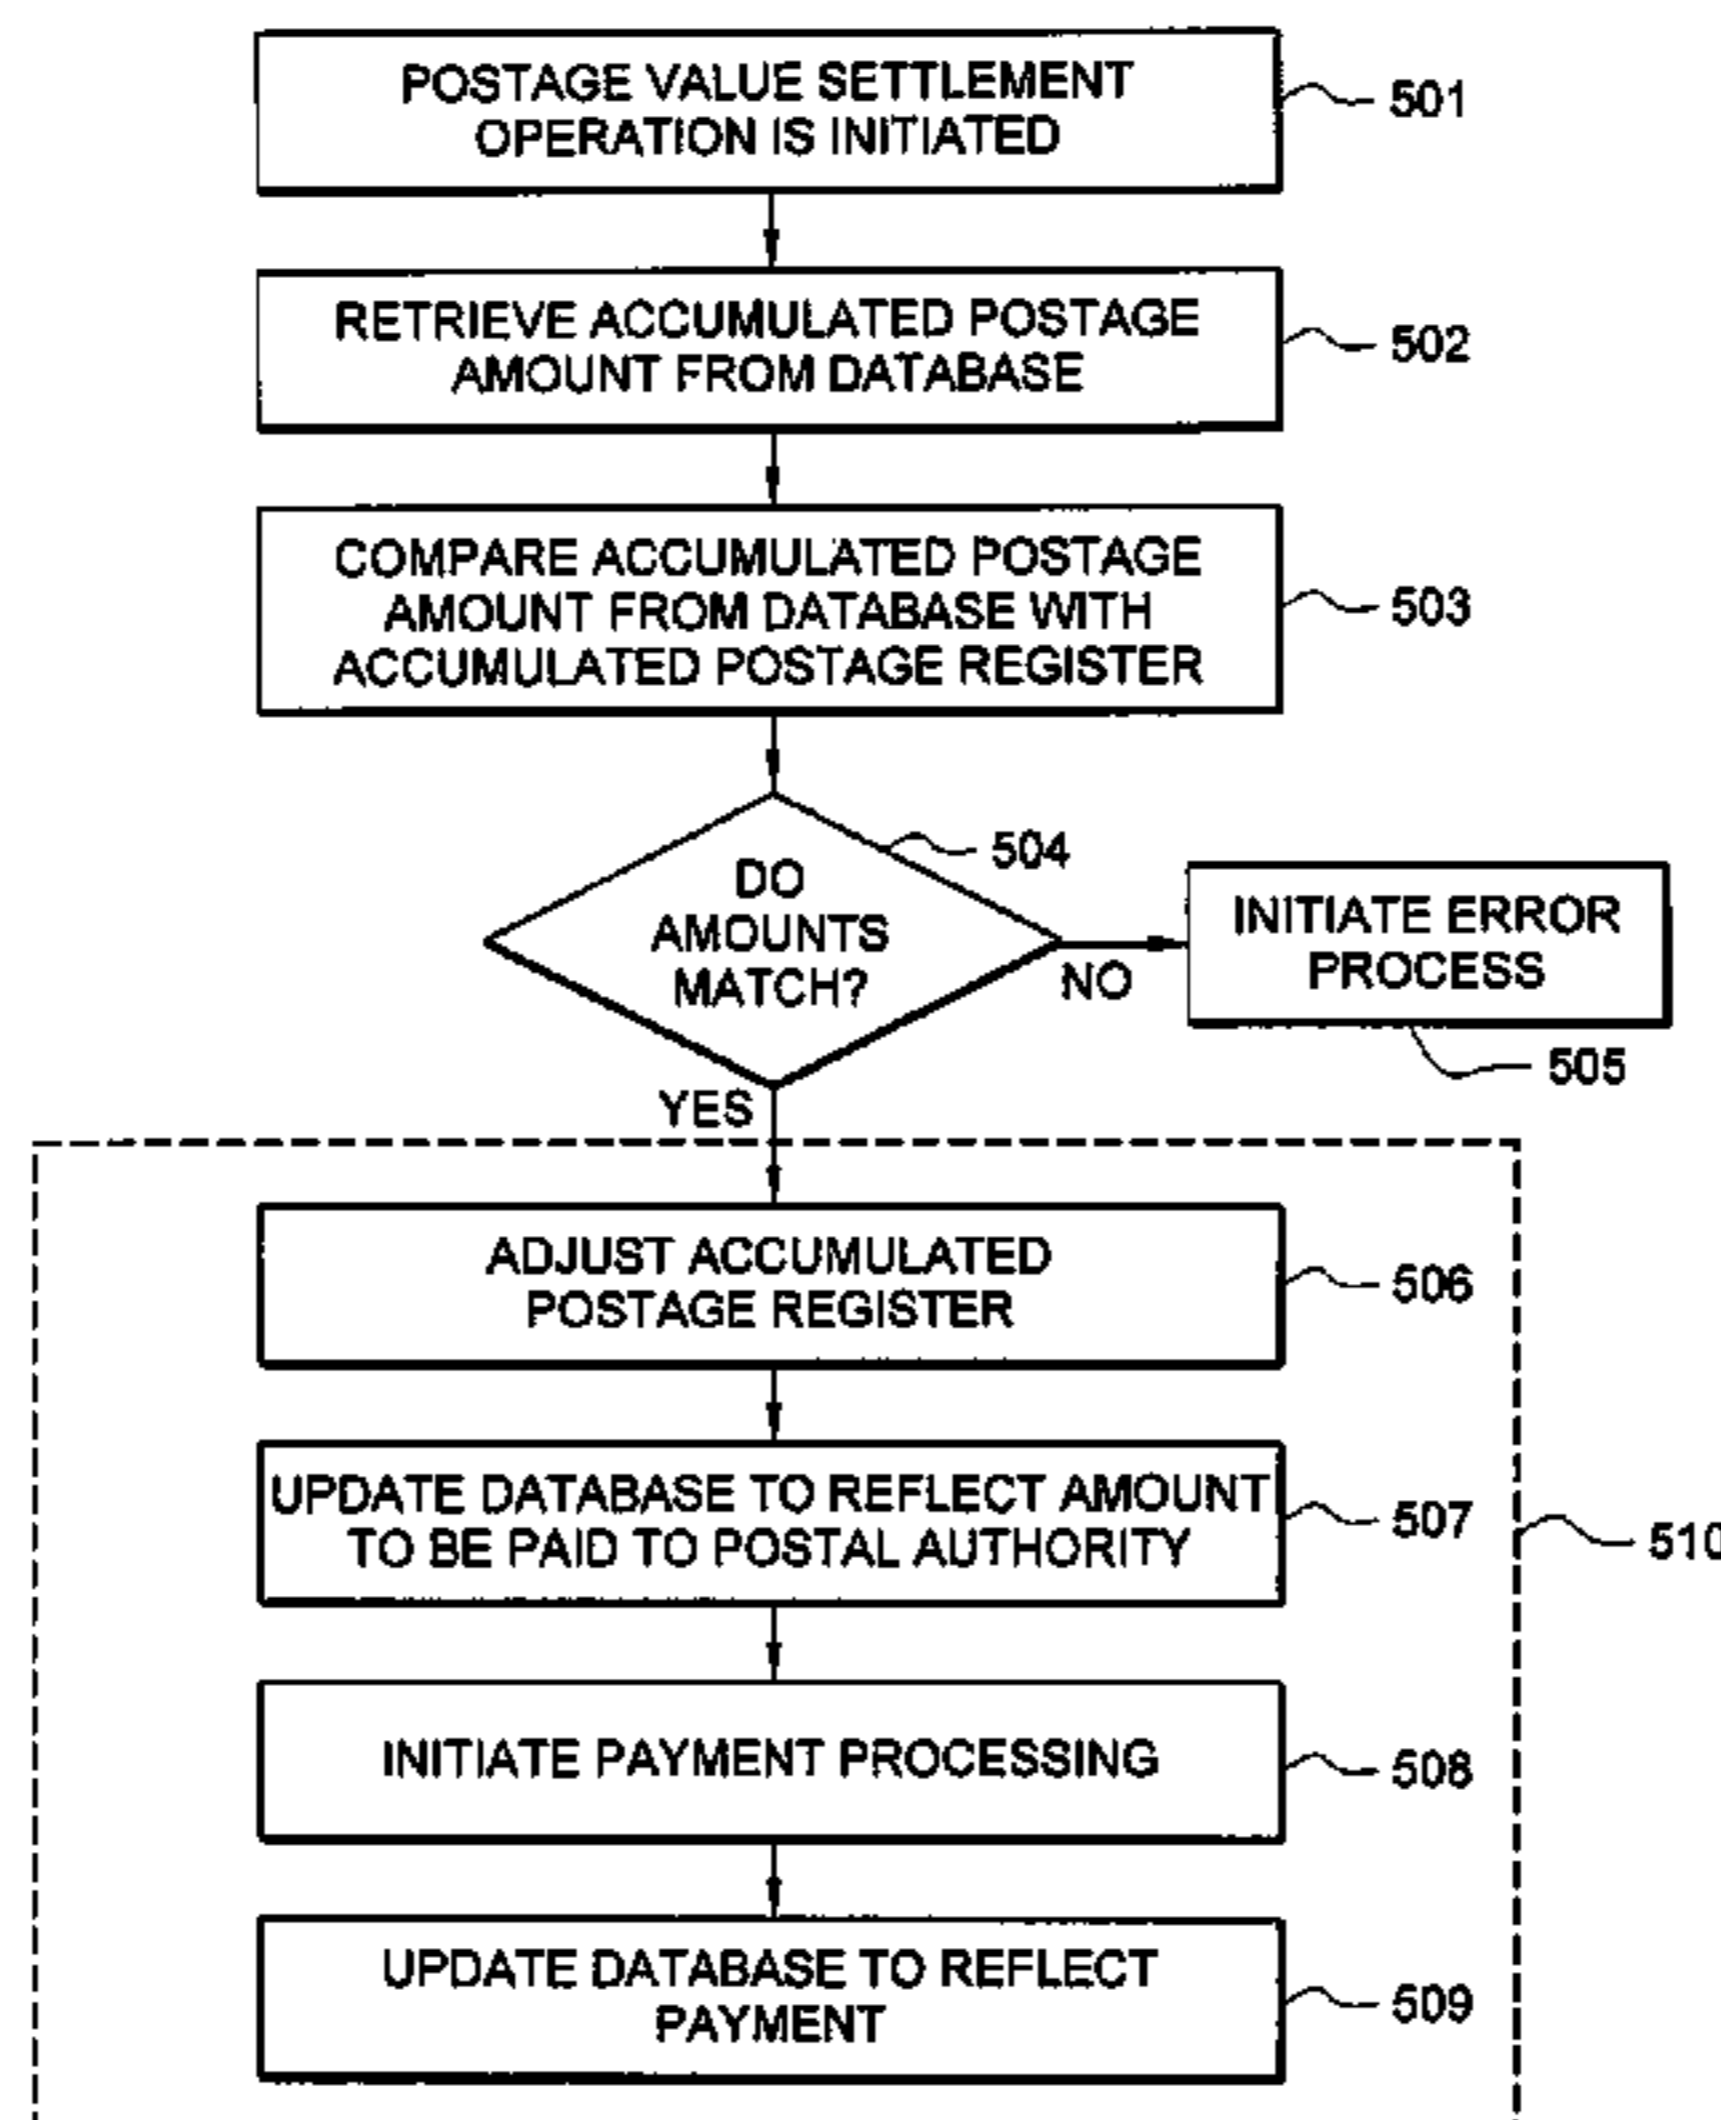 POSTAGE VALUE SETTLEMENT
OPERATION IS INITIATED
501
RETRIEVE ACCUMULATED POSTAGE
AMOUNT FROM DATABASE
502
COMPARE ACCUMULATED POSTAGE
AMOUNT FROM DATABASE WITH
ACCUMULATED POSTAGE REGISTER
503
504
DO
AMOUNTS
MATCH?
NO
INITIATE ERROR
PROCESS
505
YES
ADJUST ACCUMULATED
POSTAGE REGISTER
506
UPDATE DATABASE TO REFLECT AMOUNT
TO BE PAID TO POSTAL AUTHORITY
507
510
INITIATE PAYMENT PROCESSING
508
UPDATE DATABASE TO REFLECT
PAYMENT
509